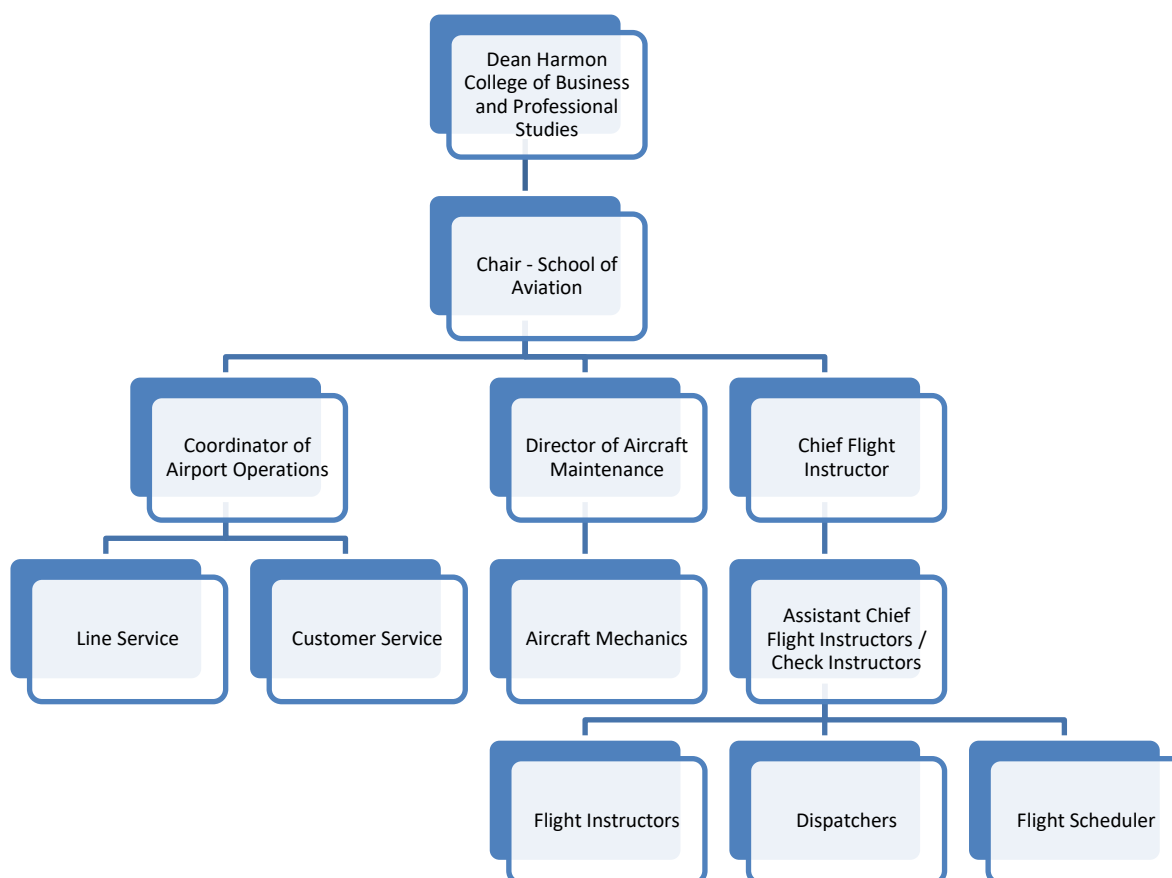 Dean Harmon
College of Business
and Professional
Studies
Chair - School of
Aviation
Coordinator of
Airport Operations
Director of Aircraft
Maintenance
Chief Flight
Instructor
Line Service
Customer Service
Aircraft Mechanics
Assistant Chief
Flight Instructors /
Check Instructors
Flight Instructors
Dispatchers
Flight Scheduler